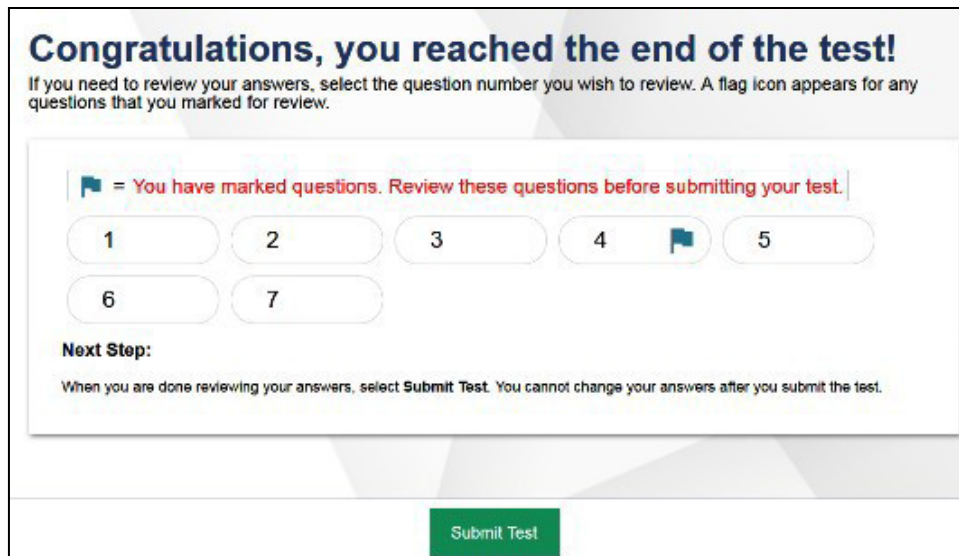 Congratulations, you reached the end of the test!
If you need to review your answers, select the question number you wish to review. A flag icon appears for any
questions that you marked for review.
= You have marked questions. Review these questions before submitting your test.
1 2 3 4 5
6 7
Next Step:
When you are done reviewing your answers, select Submit Test. You cannot change your answers after you submit the test.
Submit Test